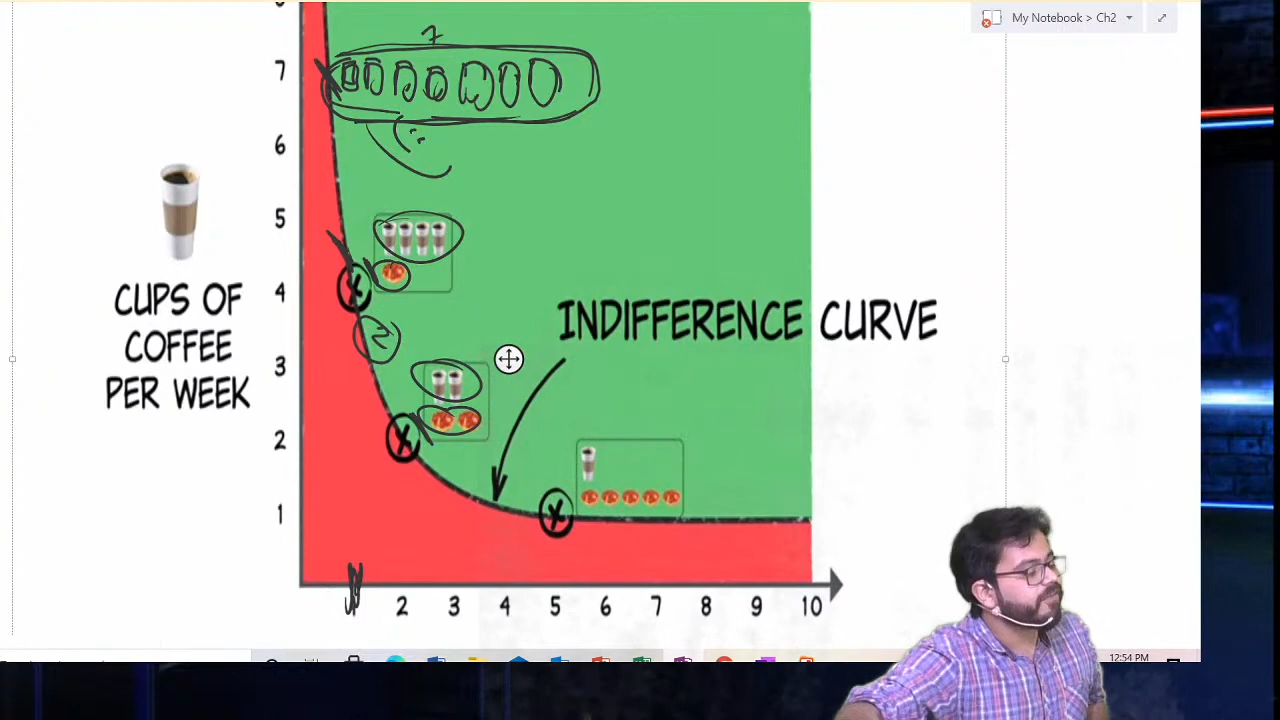 My Notebook > Ch2
7
7
6
5
4
3
2
1
CUPS OF
COFFEE
PER WEEK
INDIFFERENCE CURVE
2
2 3 4 5 6 7 8 9 10
12:54 PM